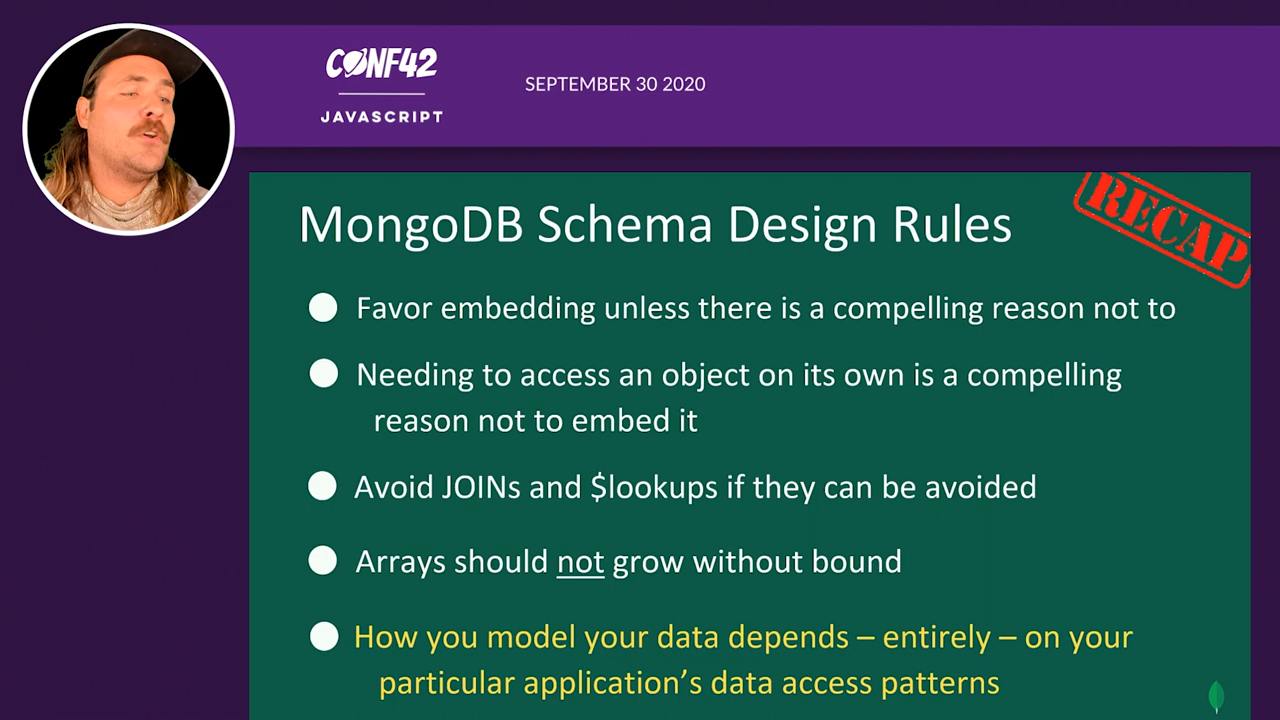 CONF42
JAVASCRIPT
SEPTEMBER 30 2020
RECAP
MongoDB Schema Design Rules
Favor embedding unless there is a compelling reason not to
Needing to access an object on its own is a compelling
reason not to embed it
Avoid JOINs and $lookups if they can be avoided
Arrays should not grow without bound
How you model your data depends – entirely – on your
particular application’s data access patterns